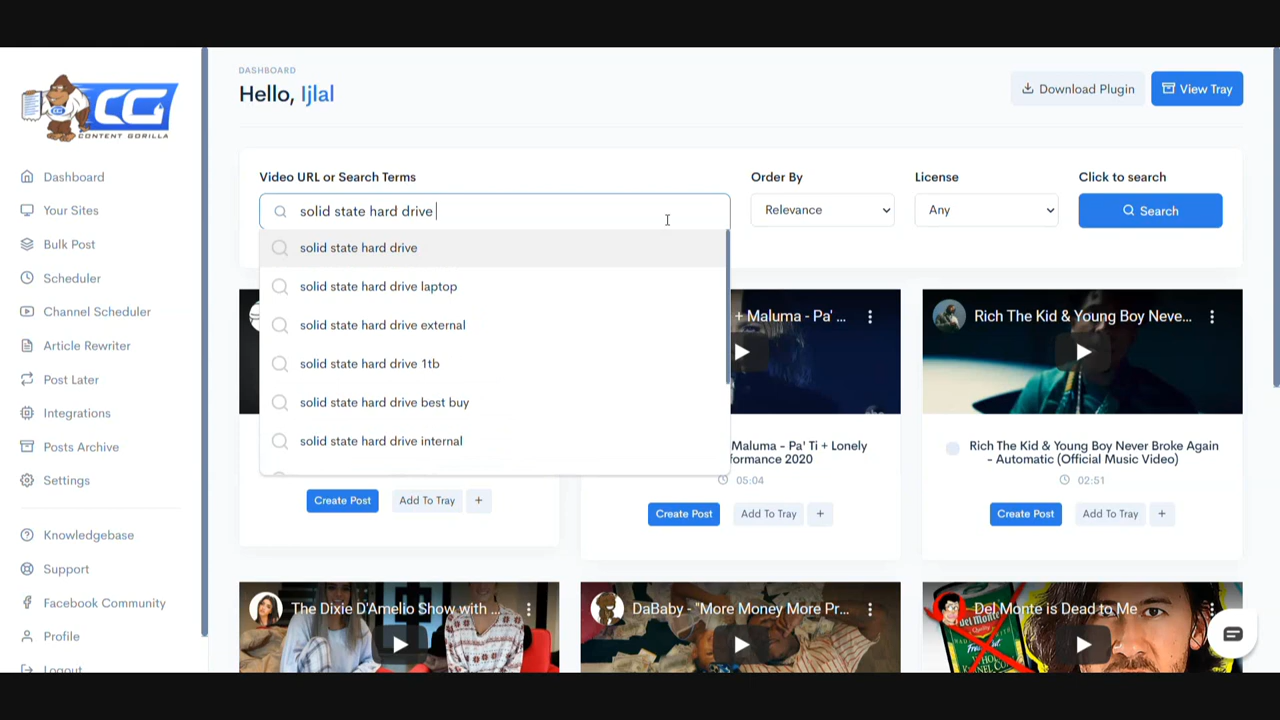 CG
CONTENT GORILLA
Dashboard
Your Sites
Bulk Post
Scheduler
Channel Scheduler
Article Rewriter
Post Later
Integrations
Posts Archive
Settings
Knowledgebase
Support
Facebook Community
Profile
Logout
DASHBOARD
Hello, Ijlal
Download Plugin
View Tray
Video URL or Search Terms
Order By
License
Click to search
solid state hard drive
Relevance
Any
Search
solid state hard drive
solid state hard drive laptop
solid state hard drive external
solid state hard drive 1tb
solid state hard drive best buy
solid state hard drive internal
+ Maluma - Pa' ...
Rich The Kid & Young Boy Neve...
Maluma - Pa' Ti + Lonely
formance 2020
05:04
Rich The Kid & Young Boy Never Broke Again
- Automatic (Official Music Video)
02:51
Create Post
Add To Tray
+
Create Post
Add To Tray
+
Create Post
Add To Tray
+
The Dixie D'Amelio Show with ...
DaBaby - "More Money More Pr...
Del Monte is Dead to Me